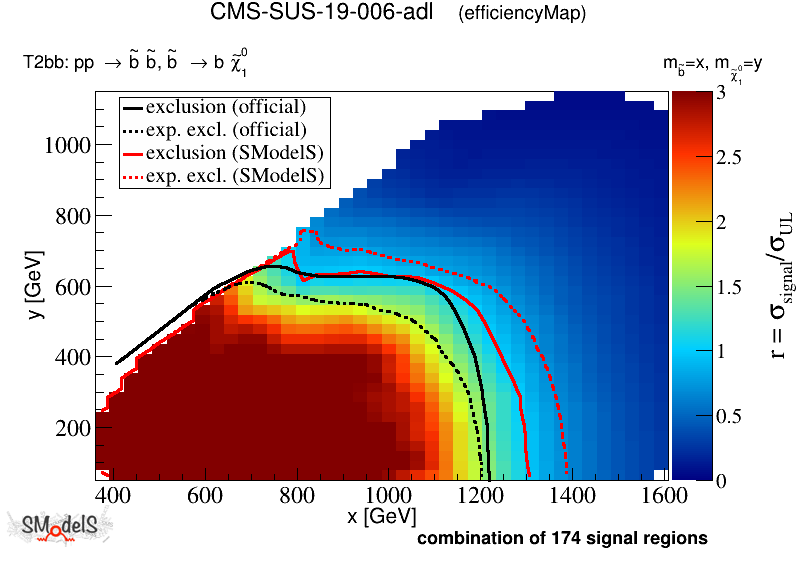 CMS-SUS-19-006-adl (efficiencyMap)
T2bb: pp → b̃ b̃, b̃ → b χ̃₁⁰
m_b̃=x, m_χ̃₁⁰=y
exclusion (official)
exp. excl. (official)
exclusion (SModelS)
exp. excl. (SModelS)
1000
800
600
400
200
y [GeV]
400 600 800 1000 1200 1400 1600
x [GeV]
3
2.5
2
1.5
1
0.5
0
r = σ_signal/σ_UL
SModelS
combination of 174 signal regions